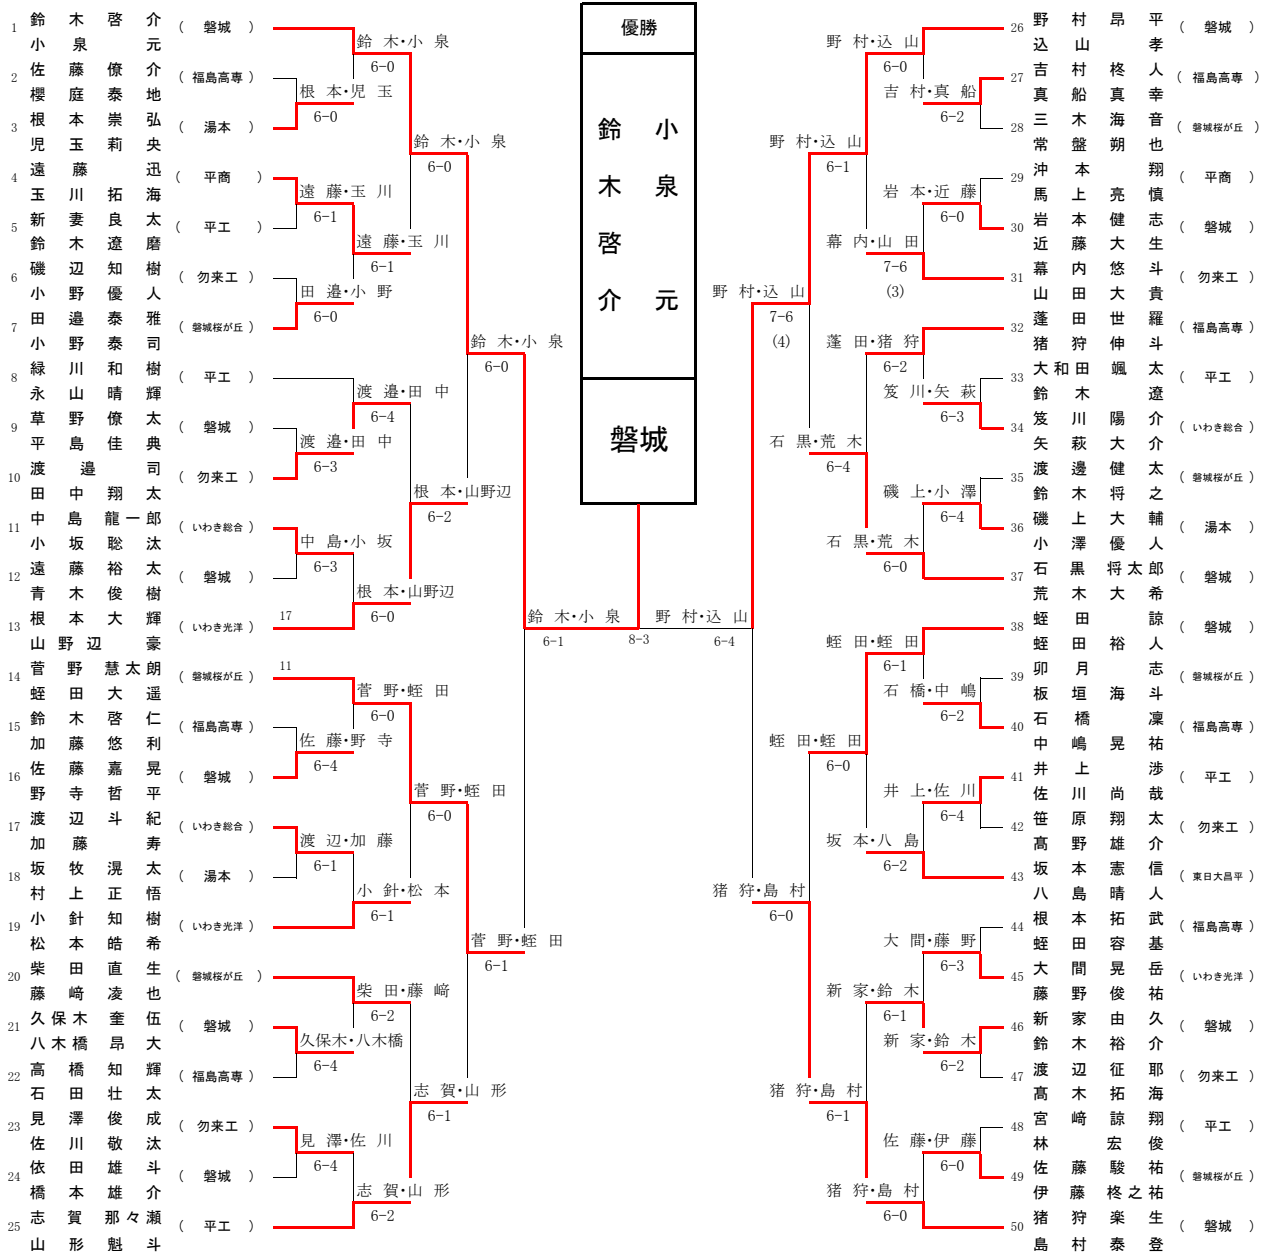 優勝
鈴木啓介
小泉元
磐城
1 鈴木啓介 小泉元 （ 磐城 ）
2 佐藤僚介 櫻庭泰地 （ 福島高専 ）
3 根本崇弘 児玉莉央 （ 湯本 ）
4 遠藤迅 玉川拓海 （ 平商 ）
5 新妻良太 鈴木遼磨 （ 平工 ）
6 磯辺知樹 小野優人 （ 勿来工 ）
7 田邉泰雅 小野泰司 （ 磐城桜が丘 ）
8 緑川和樹 永山晴輝 （ 平工 ）
9 草野僚太 平島佳典 （ 磐城 ）
10 渡邉司 田中翔太 （ 勿来工 ）
11 中島龍一郎 小坂聡汰 （ いわき総合 ）
12 遠藤裕太 青木俊樹 （ 磐城 ）
13 根本大輝 山野辺豪 （ いわき光洋 ） 17
14 菅野慧太朗 蛭田大遥 （ 磐城桜が丘 ） 11
15 鈴木啓仁 加藤悠利 （ 福島高専 ）
16 佐藤嘉晃 野寺哲平 （ 磐城 ）
17 渡辺斗紀 加藤寿 （ いわき総合 ）
18 坂牧滉太 村上正悟 （ 湯本 ）
19 小針知樹 松本皓希 （ いわき光洋 ）
20 柴田直生 藤﨑凌也 （ 磐城桜が丘 ）
21 久保木奎伍 八木橋昂大 （ 磐城 ）
22 高橋知輝 石田壮太 （ 福島高専 ）
23 見澤俊成 佐川敬汰 （ 勿来工 ）
24 依田雄斗 橋本雄介 （ 磐城 ）
25 志賀那々瀬 山形魁斗 （ 平工 ）
鈴木・小泉 6-0
根本・児玉 6-0
鈴木・小泉 6-0
遠藤・玉川 6-1
遠藤・玉川 6-1
田邉・小野 6-0
鈴木・小泉 6-0
渡邉・田中 6-4
渡邉・田中 6-3
根本・山野辺 6-2
中島・小坂 6-3
根本・山野辺 6-0
鈴木・小泉 6-1
8-3
野村・込山 6-4
菅野・蛭田 6-0
佐藤・野寺 6-4
菅野・蛭田 6-0
渡辺・加藤 6-1
小針・松本 6-1
菅野・蛭田 6-1
柴田・藤﨑 6-2
久保木・八木橋 6-4
志賀・山形 6-1
見澤・佐川 6-4
志賀・山形 6-2
野村・込山 6-0
吉村・真船 6-2
野村・込山 6-1
岩本・近藤 6-0
幕内・山田 7-6 (3)
野村・込山 7-6 (4)
蓬田・猪狩 6-2
笈川・矢萩 6-3
石黒・荒木 6-4
磯上・小澤 6-4
石黒・荒木 6-0
蛭田・蛭田 6-1
石橋・中嶋 6-2
蛭田・蛭田 6-0
井上・佐川 6-4
坂本・八島 6-2
猪狩・島村 6-0
大間・藤野 6-3
新家・鈴木 6-1
新家・鈴木 6-2
猪狩・島村 6-1
佐藤・伊藤 6-0
猪狩・島村 6-0
26 野村昂平 込山孝 （ 磐城 ）
27 吉村柊人 真船真幸 （ 福島高専 ）
28 三木海音 常盤朔也 （ 磐城桜が丘 ）
29 沖本翔 馬上亮慎 （ 平商 ）
30 岩本健志 近藤大生 （ 磐城 ）
31 幕内悠斗 山田大貴 （ 勿来工 ）
32 蓬田世羅 猪狩伸斗 （ 福島高専 ）
33 大和田颯太 鈴木遼 （ 平工 ）
34 笈川陽介 矢萩大介 （ いわき総合 ）
35 渡邊健太 鈴木将之 （ 磐城桜が丘 ）
36 磯上大輔 小澤優人 （ 湯本 ）
37 石黒将太郎 荒木大希 （ 磐城 ）
38 蛭田諒 蛭田裕人 （ 磐城 ）
39 卯月志 板垣海斗 （ 磐城桜が丘 ）
40 石橋凜 中嶋晃祐 （ 福島高専 ）
41 井上渉 佐川尚哉 （ 平工 ）
42 笹原翔太 髙野雄介 （ 勿来工 ）
43 坂本憲信 八島晴人 （ 東日大昌平 ）
44 根本拓武 蛭田容基 （ 福島高専 ）
45 大間晃岳 藤野俊祐 （ いわき光洋 ）
46 新家由久 鈴木裕介 （ 磐城 ）
47 渡辺征耶 髙木拓海 （ 勿来工 ）
48 宮﨑諒翔 林宏俊 （ 平工 ）
49 佐藤駿祐 伊藤柊之祐 （ 磐城桜が丘 ）
50 猪狩楽生 島村泰登 （ 磐城 ）